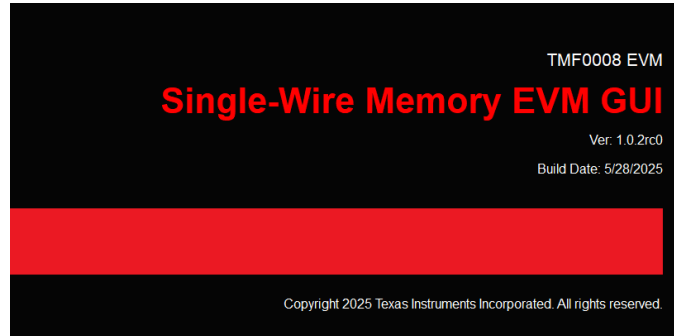 TMF0008 EVM
Single-Wire Memory EVM GUI
Ver: 1.0.2rc0
Build Date: 5/28/2025
Copyright 2025 Texas Instruments Incorporated. All rights reserved.